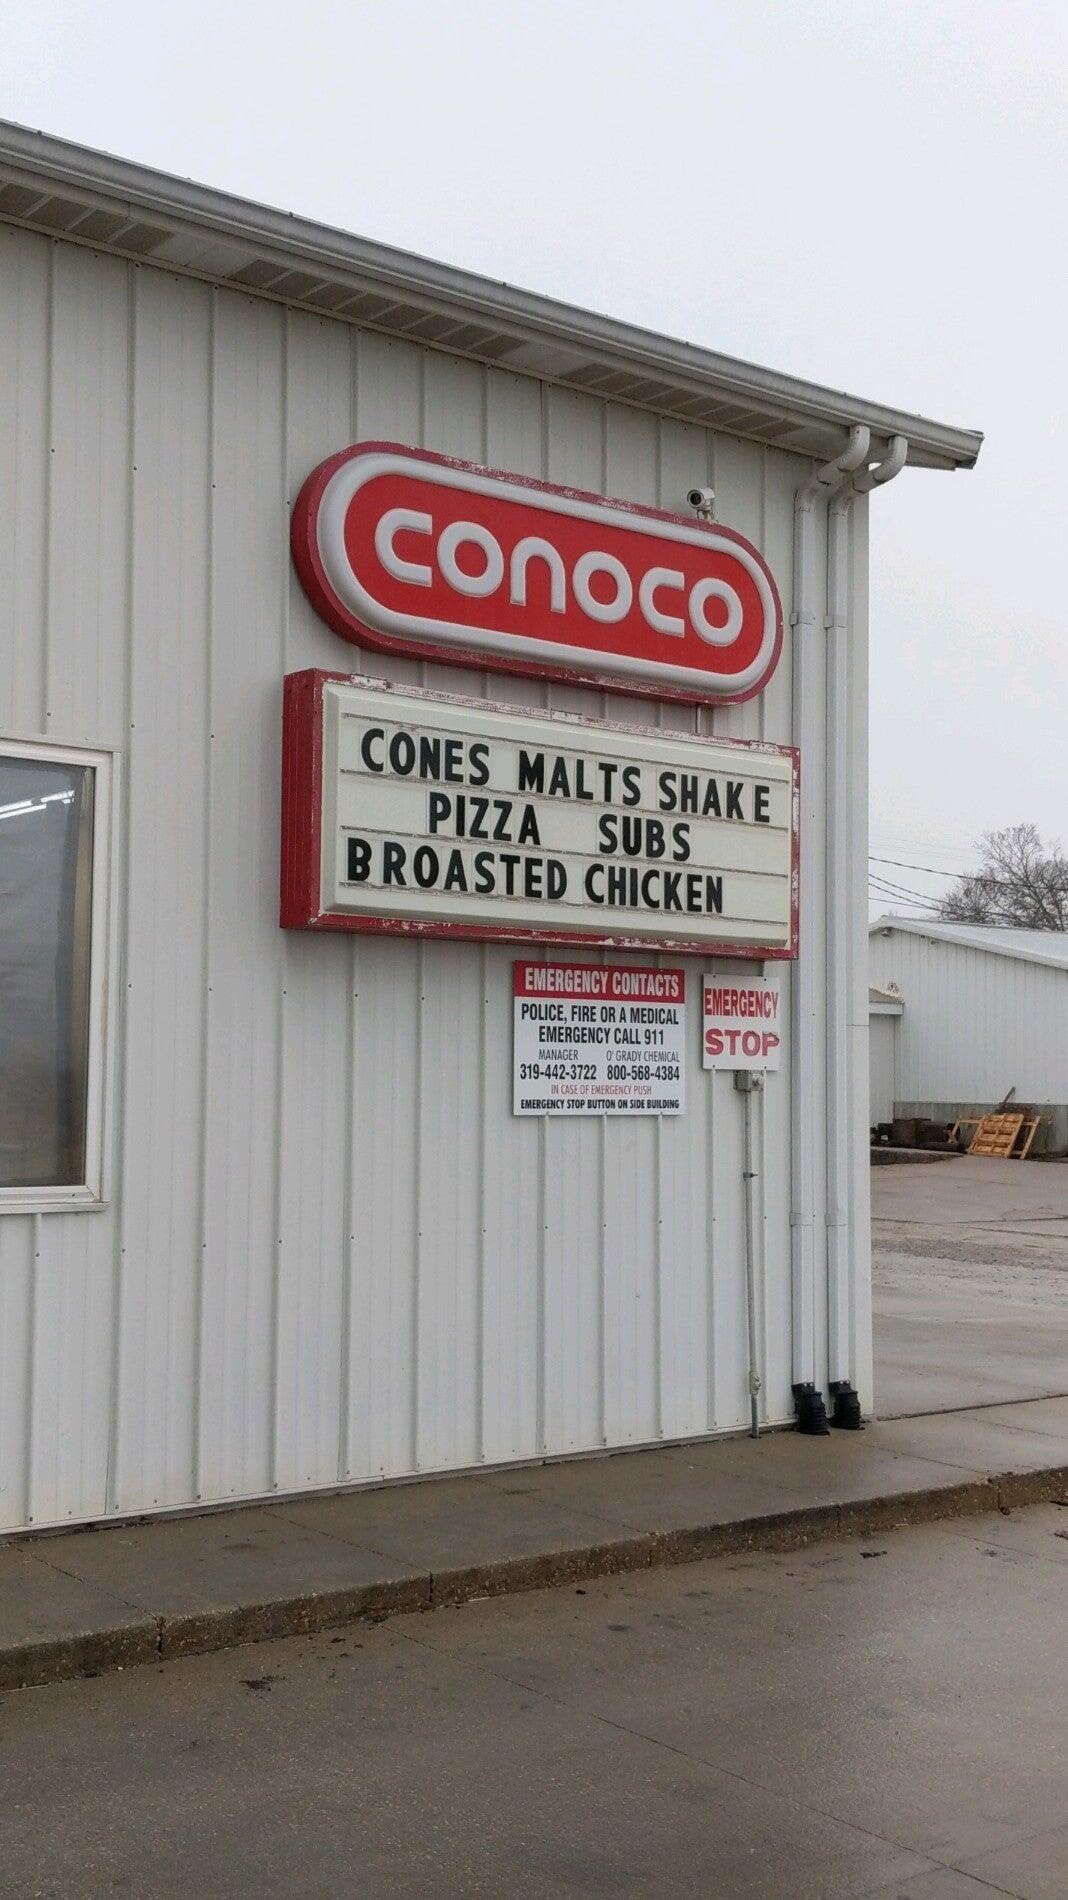 CONOCO
CONES MALTS SHAKE
PIZZA SUBS
BROASTED CHICKEN
EMERGENCY CONTACTS
POLICE, FIRE OR A MEDICAL
EMERGENCY CALL 911
MANAGER O' GRADY CHEMICAL
319-442-3722 800-568-4384
IN CASE OF EMERGENCY PUSH
EMERGENCY STOP BUTTON ON SIDE BUILDING
EMERGENCY
STOP